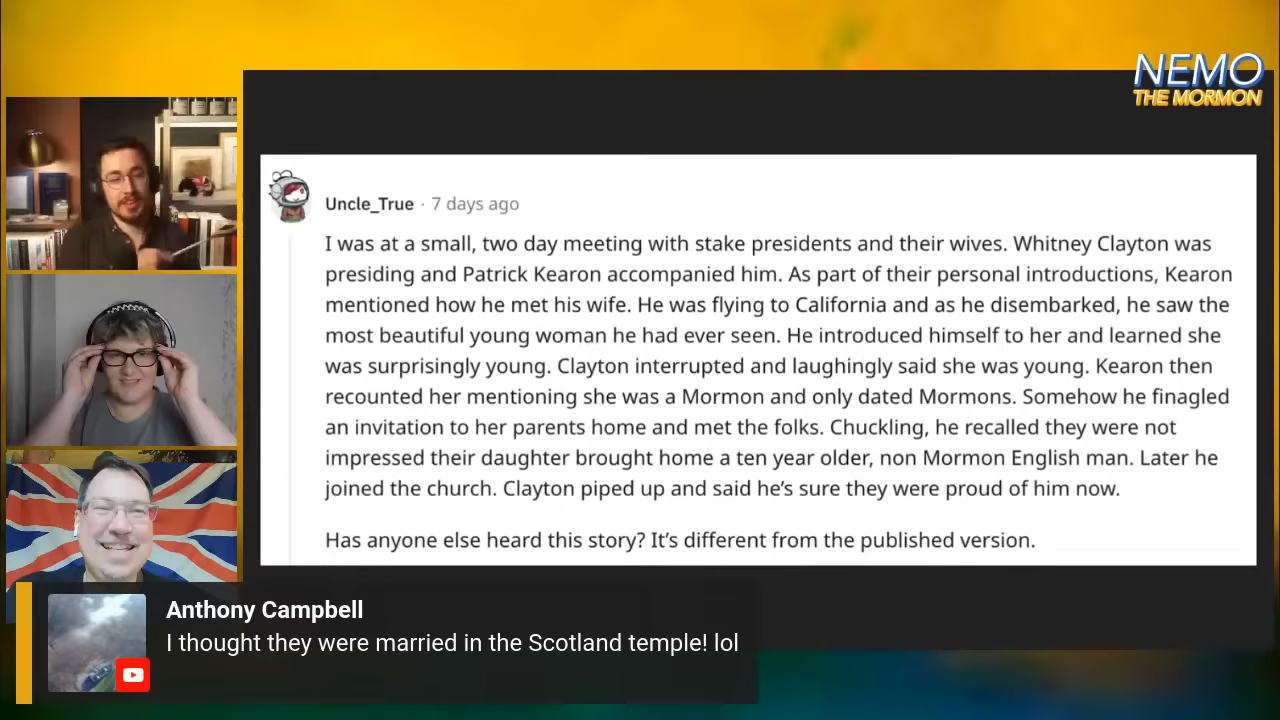 NEMO
THE MORMON
Uncle_True · 7 days ago
I was at a small, two day meeting with stake presidents and their wives. Whitney Clayton was
presiding and Patrick Kearon accompanied him. As part of their personal introductions, Kearon
mentioned how he met his wife. He was flying to California and as he disembarked, he saw the
most beautiful young woman he had ever seen. He introduced himself to her and learned she
was surprisingly young. Clayton interrupted and laughingly said she was young. Kearon then
recounted her mentioning she was a Mormon and only dated Mormons. Somehow he finagled
an invitation to her parents home and met the folks. Chuckling, he recalled they were not
impressed their daughter brought home a ten year older, non Mormon English man. Later he
joined the church. Clayton piped up and said he’s sure they were proud of him now.
Has anyone else heard this story? It’s different from the published version.
Anthony Campbell
I thought they were married in the Scotland temple! lol